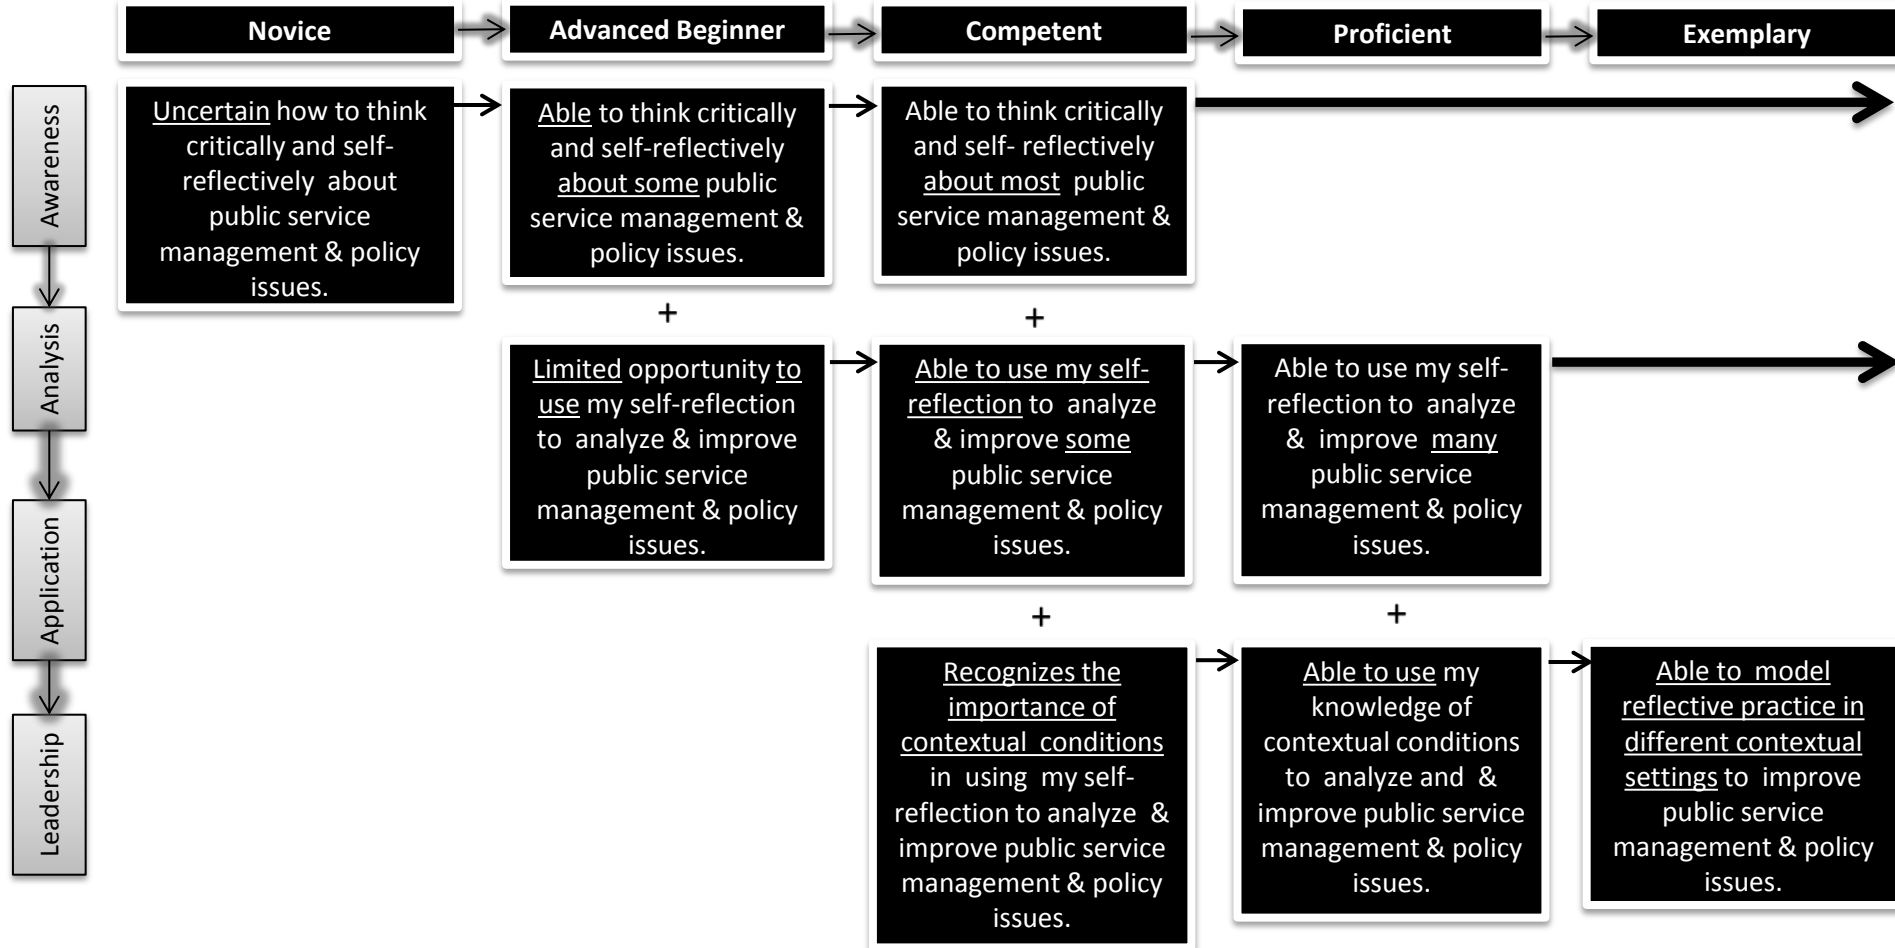 Novice
Advanced Beginner
Competent
Proficient
Exemplary
Awareness
Uncertain how to think
critically and self-
reflectively about
public service
management & policy
issues.
Able to think critically
and self-reflectively
about some public
service management &
policy issues.
Able to think critically
and self- reflectively
about most public
service management &
policy issues.
+
+
Analysis
Limited opportunity to
use my self-reflection
to analyze & improve
public service
management & policy
issues.
Able to use my self-
reflection to analyze
& improve some
public service
management & policy
issues.
Able to use my self-
reflection to analyze
& improve many
public service
management & policy
issues.
+
+
Application
Recognizes the
importance of
contextual conditions
in using my self-
reflection to analyze &
improve public service
management & policy
issues.
Able to use my
knowledge of
contextual conditions
to analyze and &
improve public service
management & policy
issues.
Able to model
reflective practice in
different contextual
settings to improve
public service
management & policy
issues.
Leadership